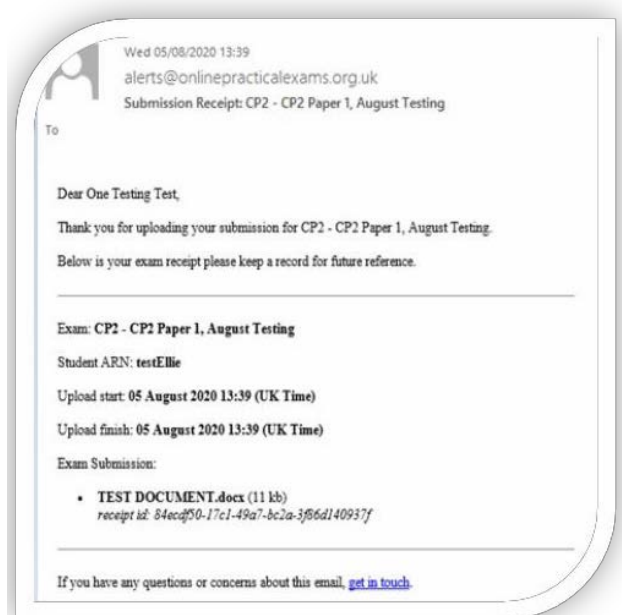 Wed 05/08/2020 13:39
alerts@onlinepracticalexams.org.uk
Submission Receipt: CP2 - CP2 Paper 1, August Testing
To
Dear One Testing Test,
Thank you for uploading your submission for CP2 - CP2 Paper 1, August Testing.
Below is your exam receipt please keep a record for future reference.
Exam: CP2 - CP2 Paper 1, August Testing
Student ARN: testEllie
Upload start: 05 August 2020 13:39 (UK Time)
Upload finish: 05 August 2020 13:39 (UK Time)
Exam Submission:
• TEST DOCUMENT.docx (11 kb)
receipt id: 84ecdf50-17c1-49a7-bc2a-3f86d140937f
If you have any questions or concerns about this email, get in touch.